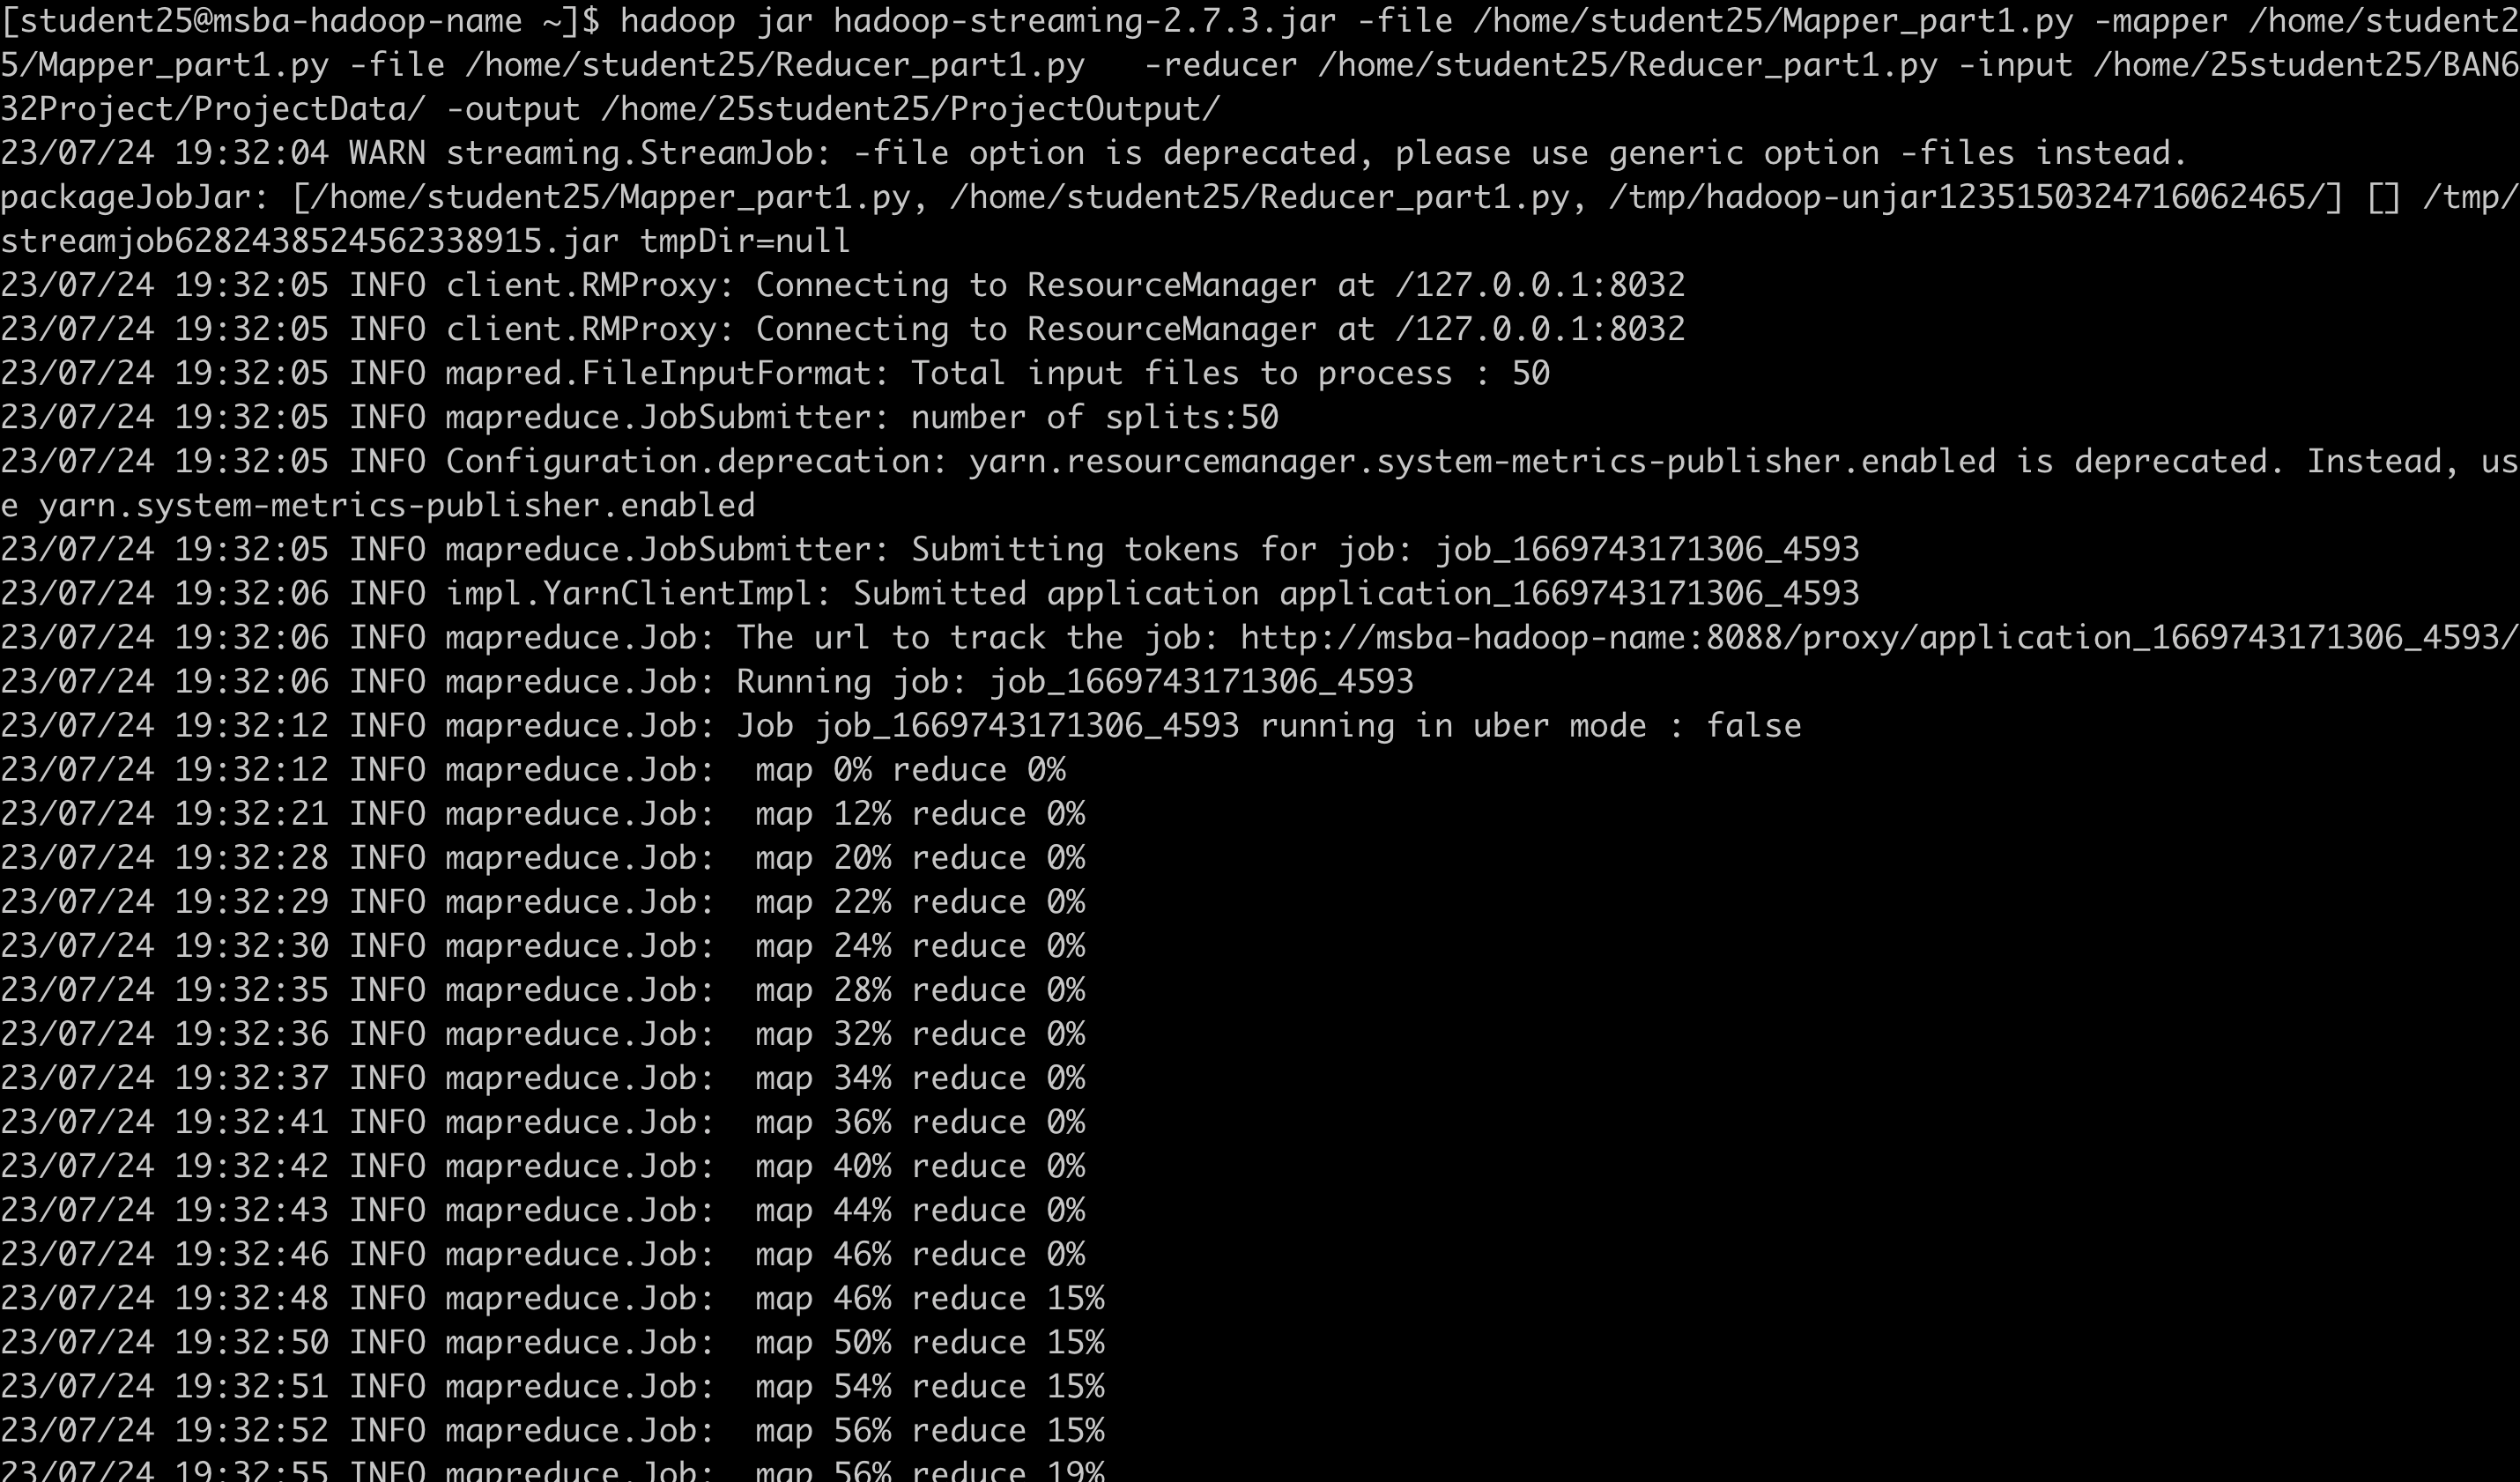 [student25@msba-hadoop-name ~]$ hadoop jar hadoop-streaming-2.7.3.jar -file /home/student25/Mapper_part1.py -mapper /home/student2
5/Mapper_part1.py -file /home/student25/Reducer_part1.py   -reducer /home/student25/Reducer_part1.py -input /home/25student25/BAN6
32Project/ProjectData/ -output /home/25student25/ProjectOutput/
23/07/24 19:32:04 WARN streaming.StreamJob: -file option is deprecated, please use generic option -files instead.
packageJobJar: [/home/student25/Mapper_part1.py, /home/student25/Reducer_part1.py, /tmp/hadoop-unjar1235150324716062465/] [] /tmp/
streamjob6282438524562338915.jar tmpDir=null
23/07/24 19:32:05 INFO client.RMProxy: Connecting to ResourceManager at /127.0.0.1:8032
23/07/24 19:32:05 INFO client.RMProxy: Connecting to ResourceManager at /127.0.0.1:8032
23/07/24 19:32:05 INFO mapred.FileInputFormat: Total input files to process : 50
23/07/24 19:32:05 INFO mapreduce.JobSubmitter: number of splits:50
23/07/24 19:32:05 INFO Configuration.deprecation: yarn.resourcemanager.system-metrics-publisher.enabled is deprecated. Instead, us
e yarn.system-metrics-publisher.enabled
23/07/24 19:32:05 INFO mapreduce.JobSubmitter: Submitting tokens for job: job_1669743171306_4593
23/07/24 19:32:06 INFO impl.YarnClientImpl: Submitted application application_1669743171306_4593
23/07/24 19:32:06 INFO mapreduce.Job: The url to track the job: http://msba-hadoop-name:8088/proxy/application_1669743171306_4593/
23/07/24 19:32:06 INFO mapreduce.Job: Running job: job_1669743171306_4593
23/07/24 19:32:12 INFO mapreduce.Job: Job job_1669743171306_4593 running in uber mode : false
23/07/24 19:32:12 INFO mapreduce.Job:  map 0% reduce 0%
23/07/24 19:32:21 INFO mapreduce.Job:  map 12% reduce 0%
23/07/24 19:32:28 INFO mapreduce.Job:  map 20% reduce 0%
23/07/24 19:32:29 INFO mapreduce.Job:  map 22% reduce 0%
23/07/24 19:32:30 INFO mapreduce.Job:  map 24% reduce 0%
23/07/24 19:32:35 INFO mapreduce.Job:  map 28% reduce 0%
23/07/24 19:32:36 INFO mapreduce.Job:  map 32% reduce 0%
23/07/24 19:32:37 INFO mapreduce.Job:  map 34% reduce 0%
23/07/24 19:32:41 INFO mapreduce.Job:  map 36% reduce 0%
23/07/24 19:32:42 INFO mapreduce.Job:  map 40% reduce 0%
23/07/24 19:32:43 INFO mapreduce.Job:  map 44% reduce 0%
23/07/24 19:32:46 INFO mapreduce.Job:  map 46% reduce 0%
23/07/24 19:32:48 INFO mapreduce.Job:  map 46% reduce 15%
23/07/24 19:32:50 INFO mapreduce.Job:  map 50% reduce 15%
23/07/24 19:32:51 INFO mapreduce.Job:  map 54% reduce 15%
23/07/24 19:32:52 INFO mapreduce.Job:  map 56% reduce 15%
23/07/24 19:32:55 INFO mapreduce.Job:  map 56% reduce 19%